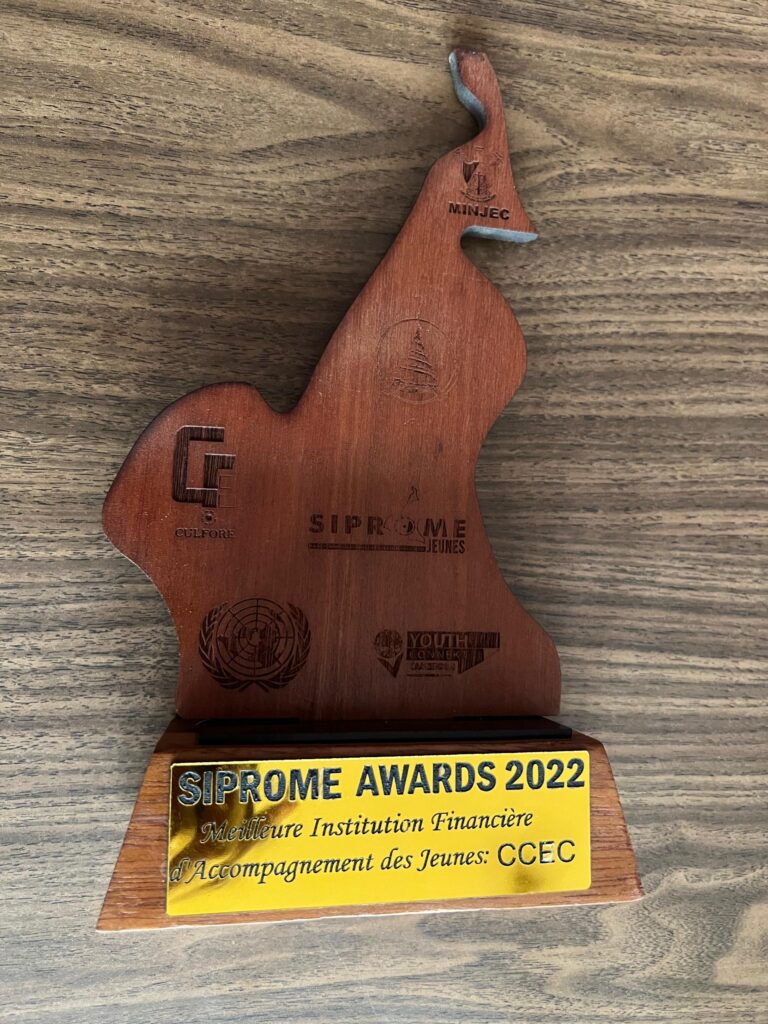 MINJEC
CULFORE
SIPROME
JEUNES
YOUTH
CONNEKT
SIPROME AWARDS 2022
Meilleure Institution Financière
d'Accompagnement des Jeunes: CCEC